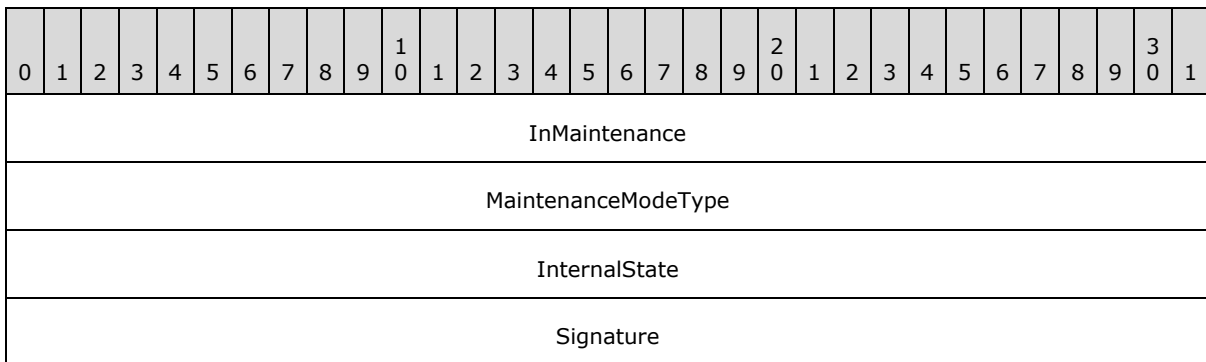 1 2 3
0 1 2 3 4 5 6 7 8 9 0 1 2 3 4 5 6 7 8 9 0 1 2 3 4 5 6 7 8 9 0 1
InMaintenance
MaintenanceModeType
InternalState
Signature